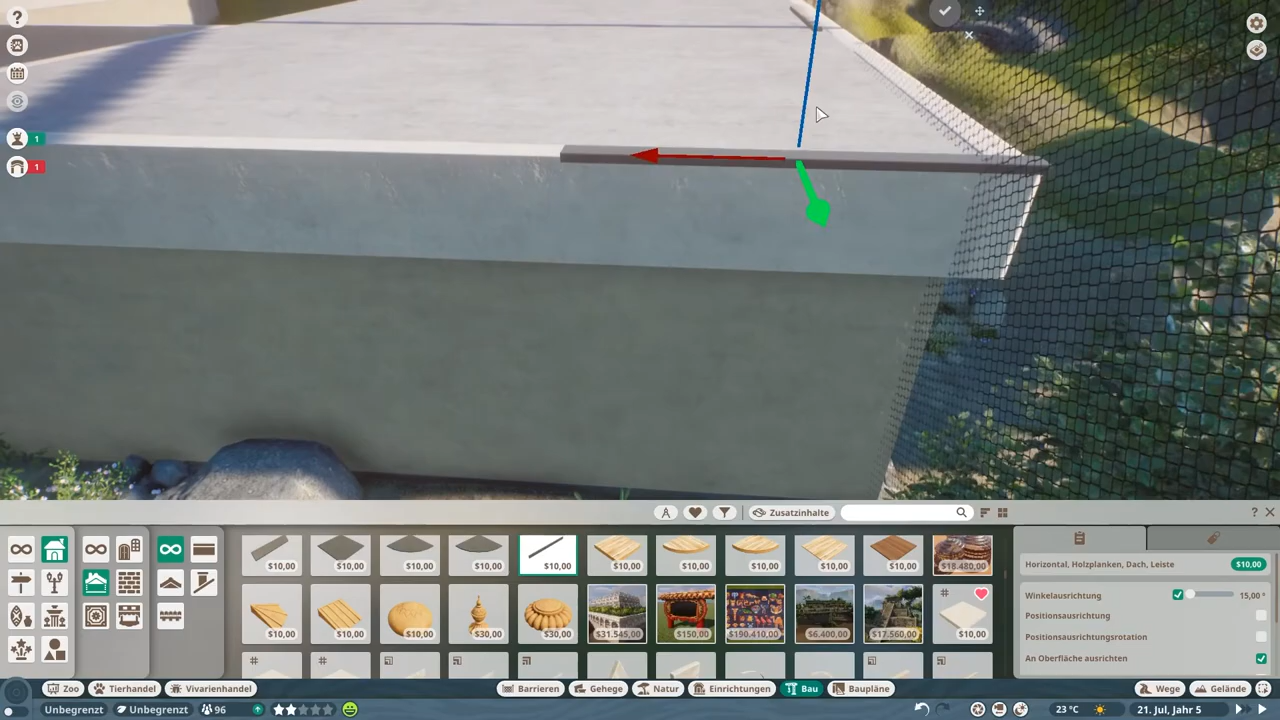 ?
1
1
Zusatzinhalte
?
$10,00 $10,00 $10,00 $10,00 $10,00 $10,00 $10,00 $10,00 $10,00 $10,00 $18.480,00
$10,00 $10,00 $10,00 $30,00 $30,00 $31.545,00 $150,00 $190.410,00 $6.400,00 $17.560,00 $10,00
Horizontal, Holzplanken, Dach, Leiste $10,00
Winkelausrichtung 15,00 °
Positionsausrichtung
Positionsausrichtungsrotation
An Oberfläche ausrichten
Zoo Tierhandel Vivarienhandel Barrieren Gehege Natur Einrichtungen Bau Baupläne Wege Gelände
Unbegrenzt Unbegrenzt 96 23 °C 21. Jul, Jahr 5